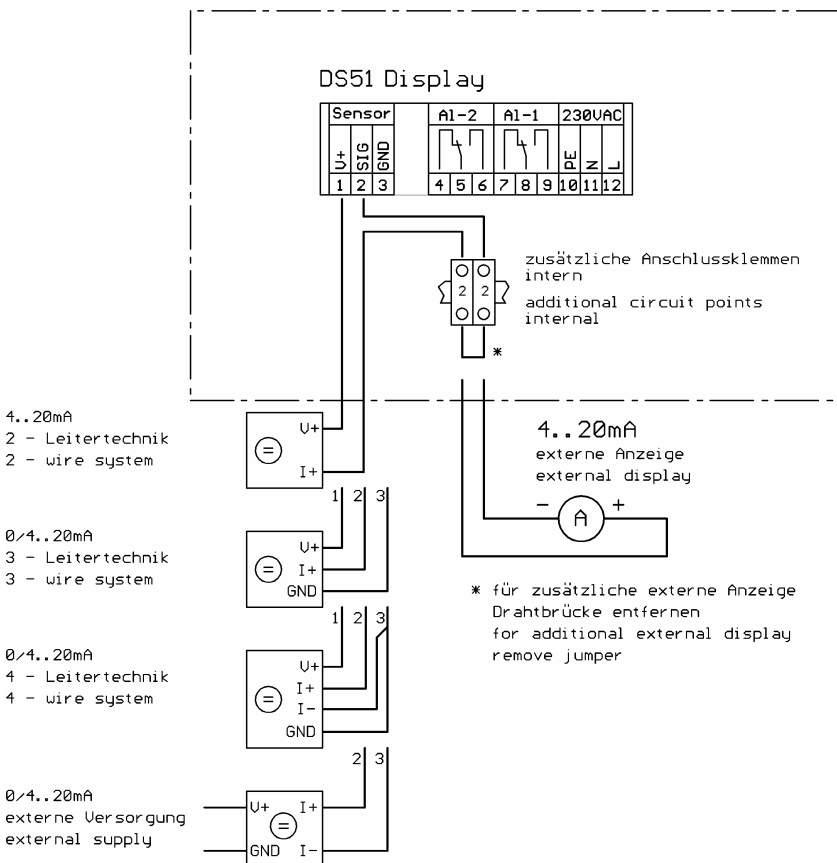 DS51 Display
Sensor
Al-2
Al-1
230VAC
V+
SIG
GND
PE
N
L
1 2 3
4 5 6 7 8 9 10 11 12
zusätzliche Anschlussklemmen
intern
2 2
additional circuit points
internal
*
4..20mA
2 - Leitertechnik
2 - wire system
V+
=
I+
4..20mA
externe Anzeige
external display
- +
A
1 2 3
0/4..20mA
3 - Leitertechnik
3 - wire system
V+
I+
=
GND
* für zusätzliche externe Anzeige
Drahtbrücke entfernen
for additional external display
remove jumper
1 2 3
0/4..20mA
4 - Leitertechnik
4 - wire system
V+
I+
=
I-
GND
2 3
0/4..20mA
externe Versorgung
external supply
V+ I+
=
GND I-